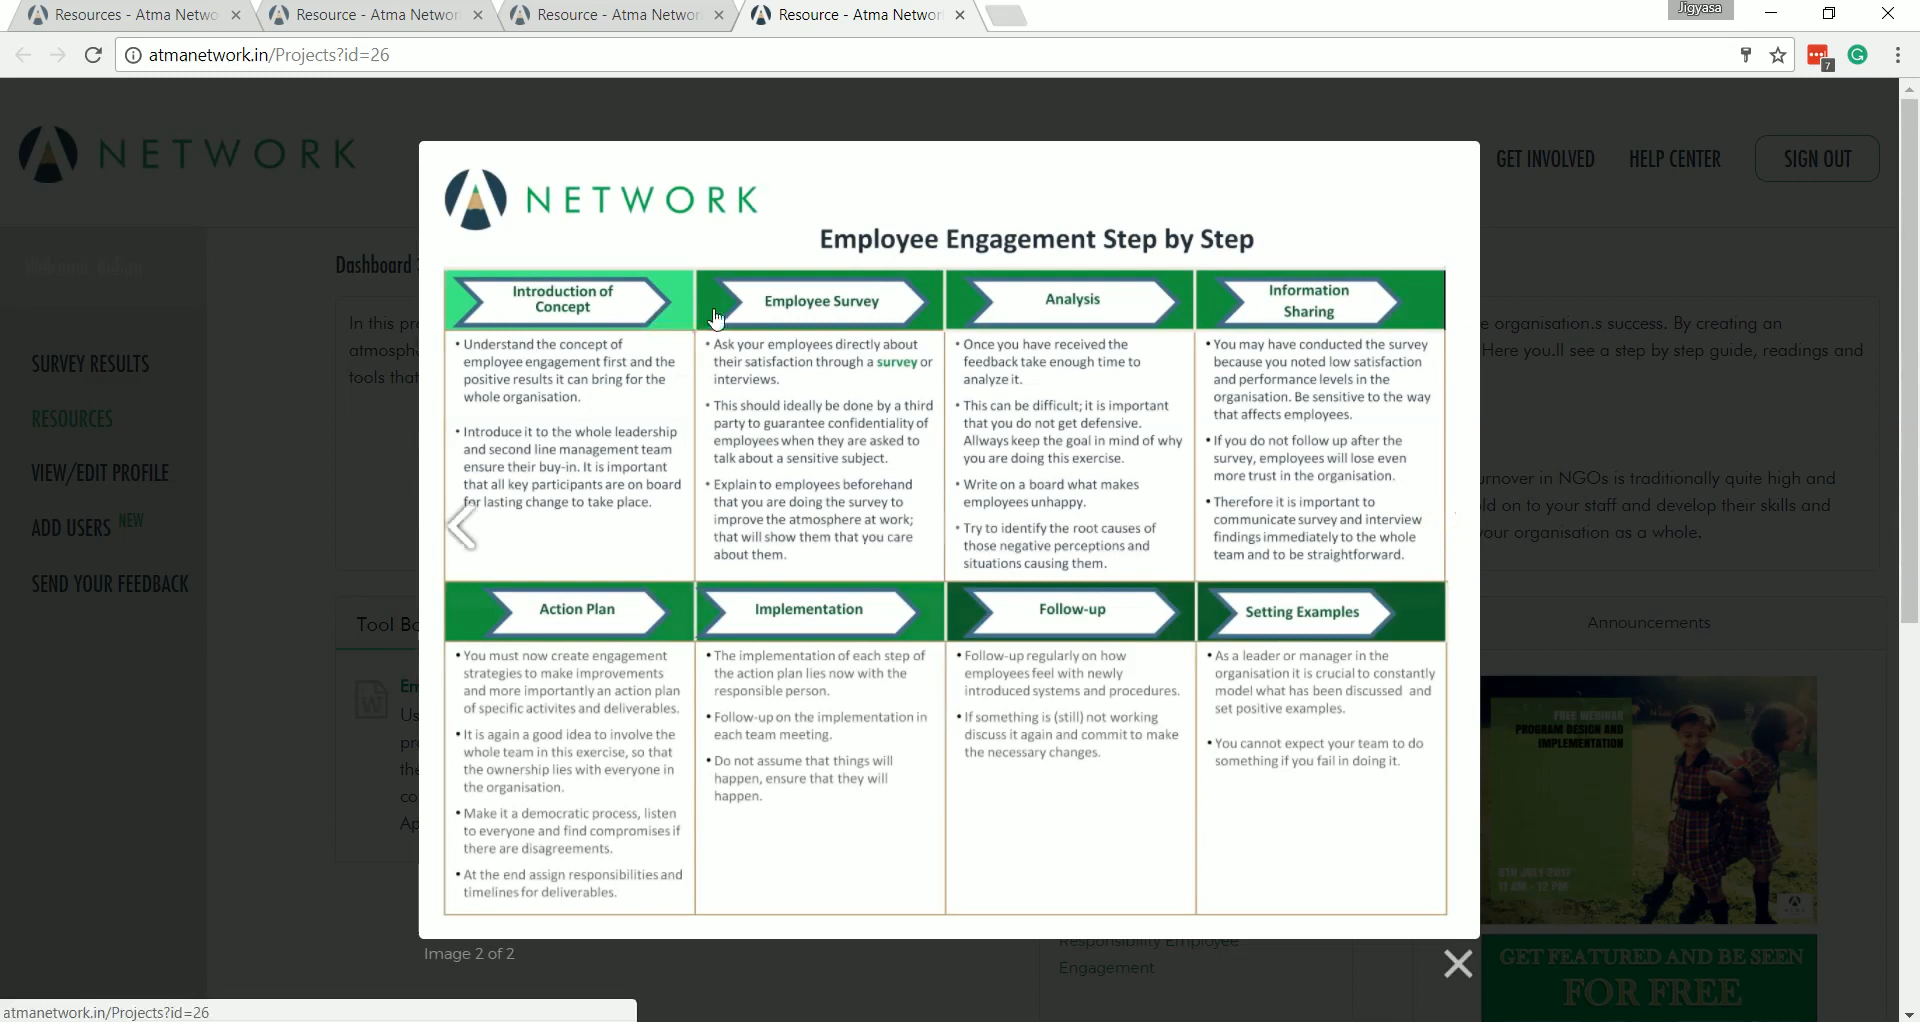 Resources - Atma Netwo
Resource - Atma Networ
Resource - Atma Networ
Resource - Atma Networ
Jigyasa
atmanetwork.in/Projects?id=26
7
NETWORK
GET INVOLVED
HELP CENTER
SIGN OUT
Dashboard
SURVEY RESULTS
RESOURCES
VIEW/EDIT PROFILE
ADD USERS NEW
SEND YOUR FEEDBACK
In this pr
atmosph
tools that
e organisation.s success. By creating an
Here you.ll see a step by step guide, readings and
urnover in NGOs is traditionally quite high and
ld on to your staff and develop their skills and
our organisation as a whole.
NETWORK
Employee Engagement Step by Step
Introduction of
Concept
• Understand the concept of
employee engagement first and the
positive results it can bring for the
whole organisation.
• Introduce it to the whole leadership
and second line management team
ensure their buy-in. It is important
that all key participants are on board
for lasting change to take place.
Employee Survey
• Ask your employees directly about
their satisfaction through a survey or
interviews.
• This should ideally be done by a third
party to guarantee confidentiality of
employees when they are asked to
talk about a sensitive subject.
• Explain to employees beforehand
that you are doing the survey to
improve the atmosphere at work;
that will show them that you care
about them.
Analysis
• Once you have received the
feedback take enough time to
analyze it.
• This can be difficult; it is important
that you do not get defensive.
Allways keep the goal in mind of why
you are doing this exercise.
• Write on a board what makes
employees unhappy.
• Try to identify the root causes of
those negative perceptions and
situations causing them.
Information
Sharing
• You may have conducted the survey
because you noted low satisfaction
and performance levels in the
organisation. Be sensitive to the way
that affects employees.
• If you do not follow up after the
survey, employees will lose even
more trust in the organisation.
• Therefore it is important to
communicate survey and interview
findings immediately to the whole
team and to be straightforward.
Action Plan
• You must now create engagement
strategies to make improvements
and more importantly an action plan
of specific activites and deliverables.
• It is again a good idea to involve the
whole team in this exercise, so that
the ownership lies with everyone in
the organisation.
• Make it a democratic process, listen
to everyone and find compromises if
there are disagreements.
• At the end assign responsibilities and
timelines for deliverables.
Implementation
• The implementation of each step of
the action plan lies now with the
responsible person.
• Follow-up on the implementation in
each team meeting.
• Do not assume that things will
happen, ensure that they will
happen.
Follow-up
• Follow-up regularly on how
employees feel with newly
introduced systems and procedures.
• If something is (still) not working
discuss it again and commit to make
the necessary changes.
Setting Examples
• As a leader or manager in the
organisation it is crucial to constantly
model what has been discussed and
set positive examples.
• You cannot expect your team to do
something if you fail in doing it.
Tool Bo
Em
Us
pr
the
co
Ap
Announcements
FREE WEBINAR
PROGRAM DESIGN AND
IMPLEMENTATION
6TH JULY 2017
11 AM - 12 PM
GET FEATURED AND BE SEEN
FOR FREE
Responsibility Employee
Engagement
Image 2 of 2
atmanetwork.in/Projects?id=26